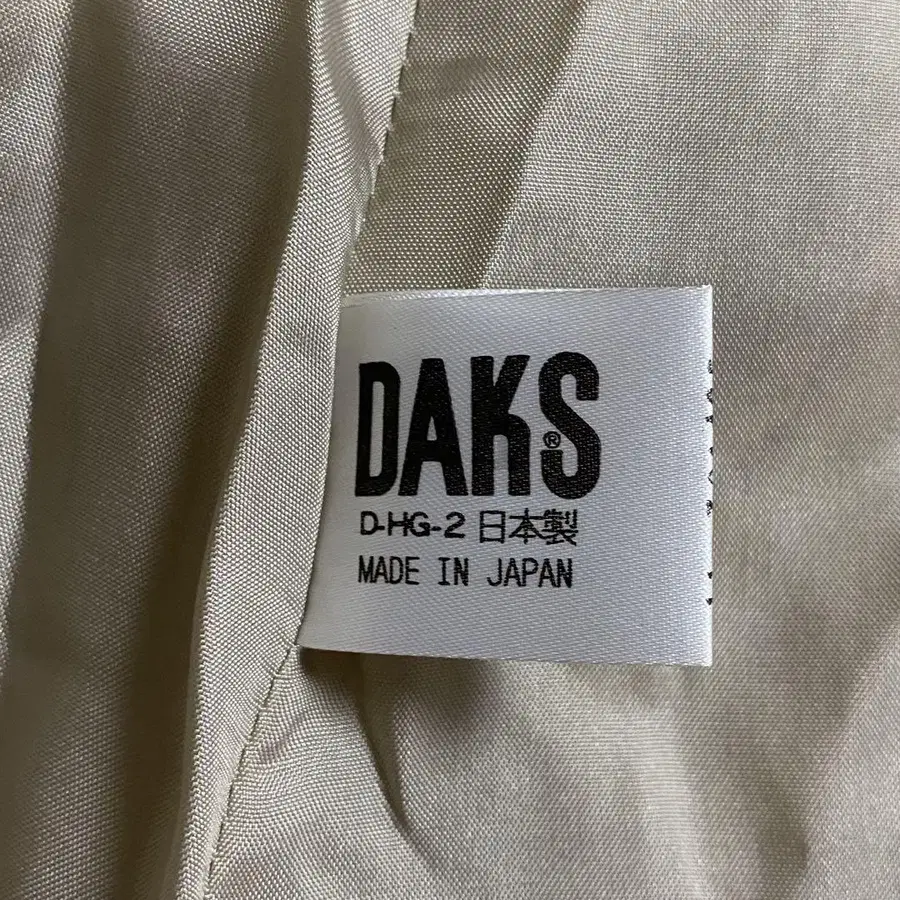 DAKS®
D-HG-2 日本製
MADE IN JAPAN